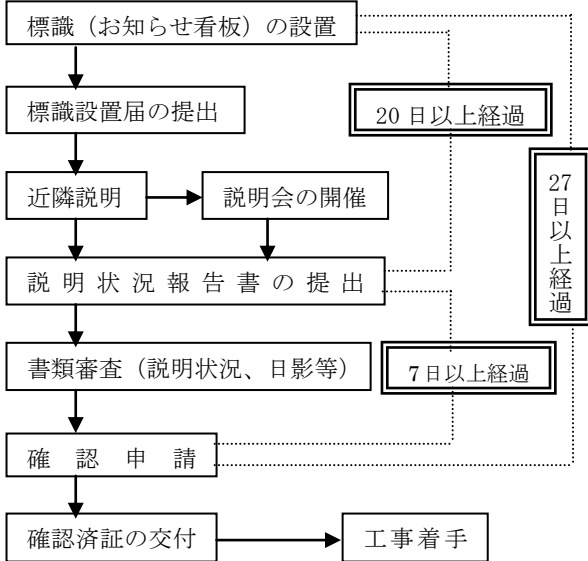 標識（お知らせ看板）の設置
標識設置届の提出
20日以上経過
近隣説明
説明会の開催
27日以上経過
説明状況報告書の提出
書類審査（説明状況、日影等）
7日以上経過
確認申請
確認済証の交付
工事着手